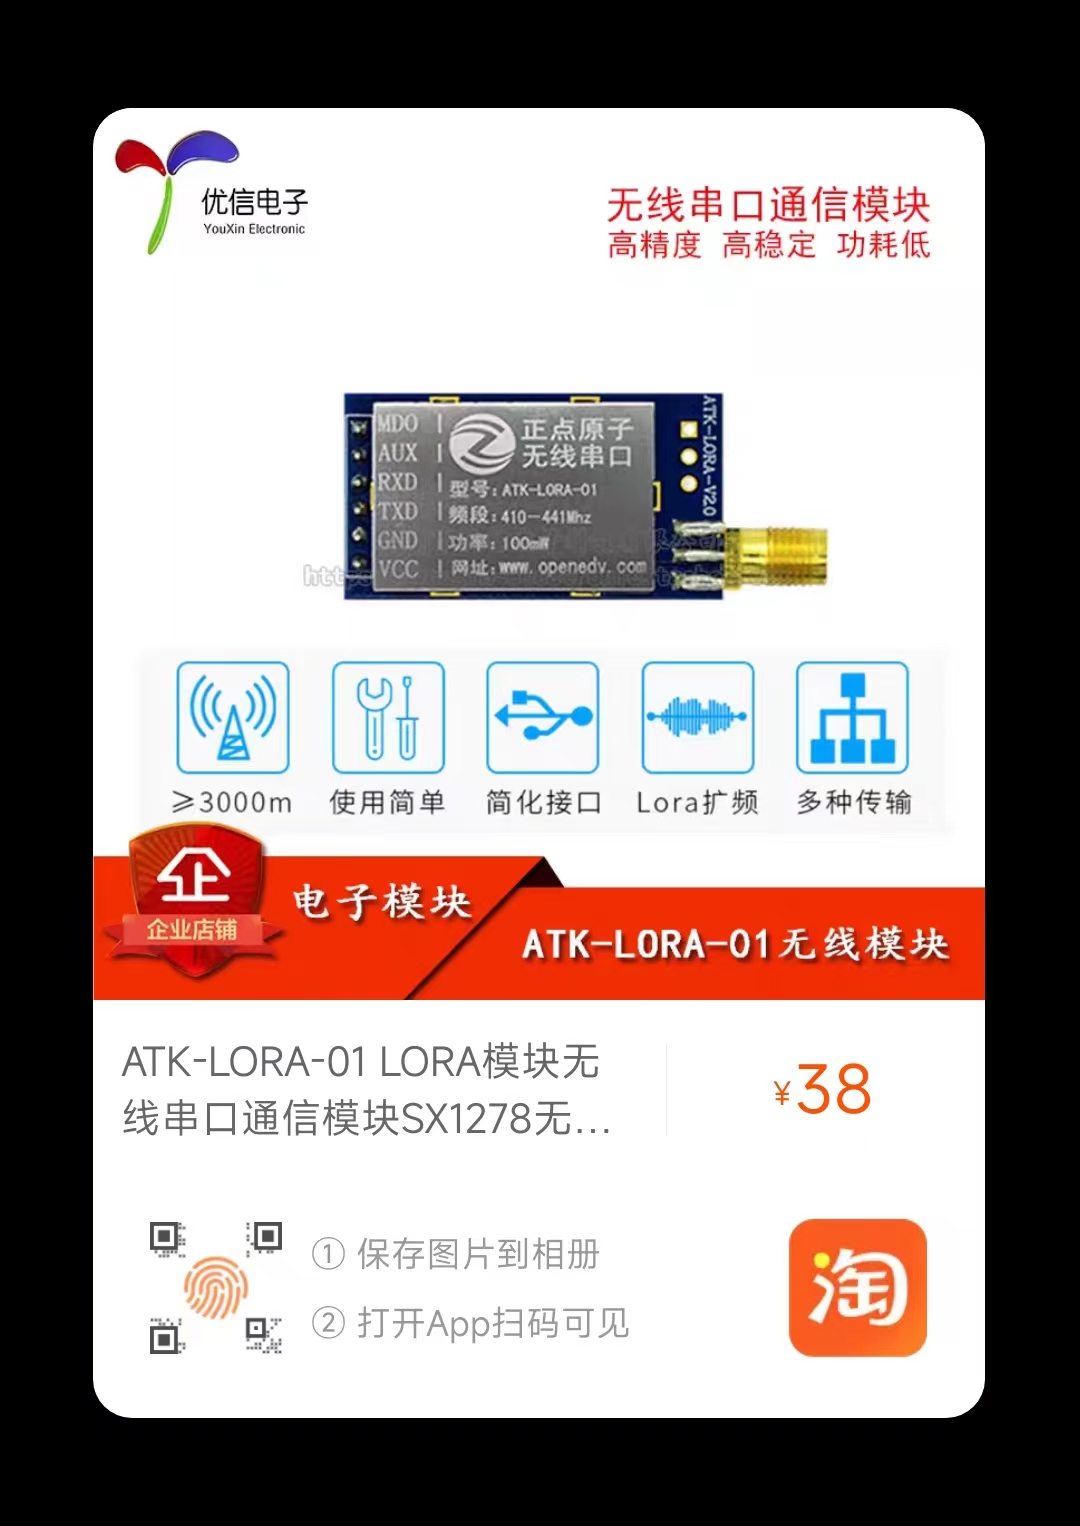 优信电子
YouXin Electronic
无线串口通信模块
高精度 高稳定 功耗低
MDO
AUX
RXD
TXD
GND
VCC
正点原子
无线串口
型号：ATK-LORA-01
频段：410-441Mhz
功率：100mW
网址：www.openedv.com
ATK-LORA-V2.0
≥3000m
使用简单
简化接口
Lora扩频
多种传输
企
企业店铺
电子模块
ATK-LORA-01无线模块
ATK-LORA-01 LORA模块无
线串口通信模块SX1278无...
¥38
① 保存图片到相册
② 打开App扫码可见
淘